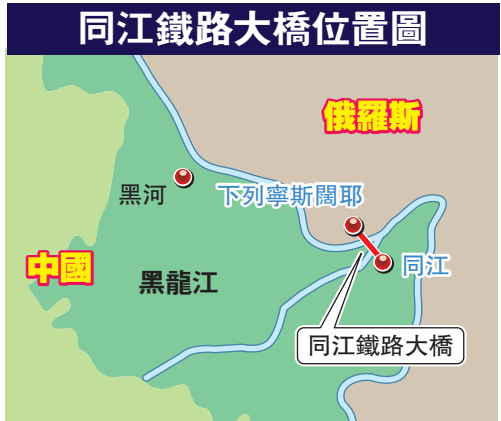 同江鐵路大橋位置圖
俄羅斯
黑河
下列寧斯闊耶
中國
黑龍江
同江
同江鐵路大橋